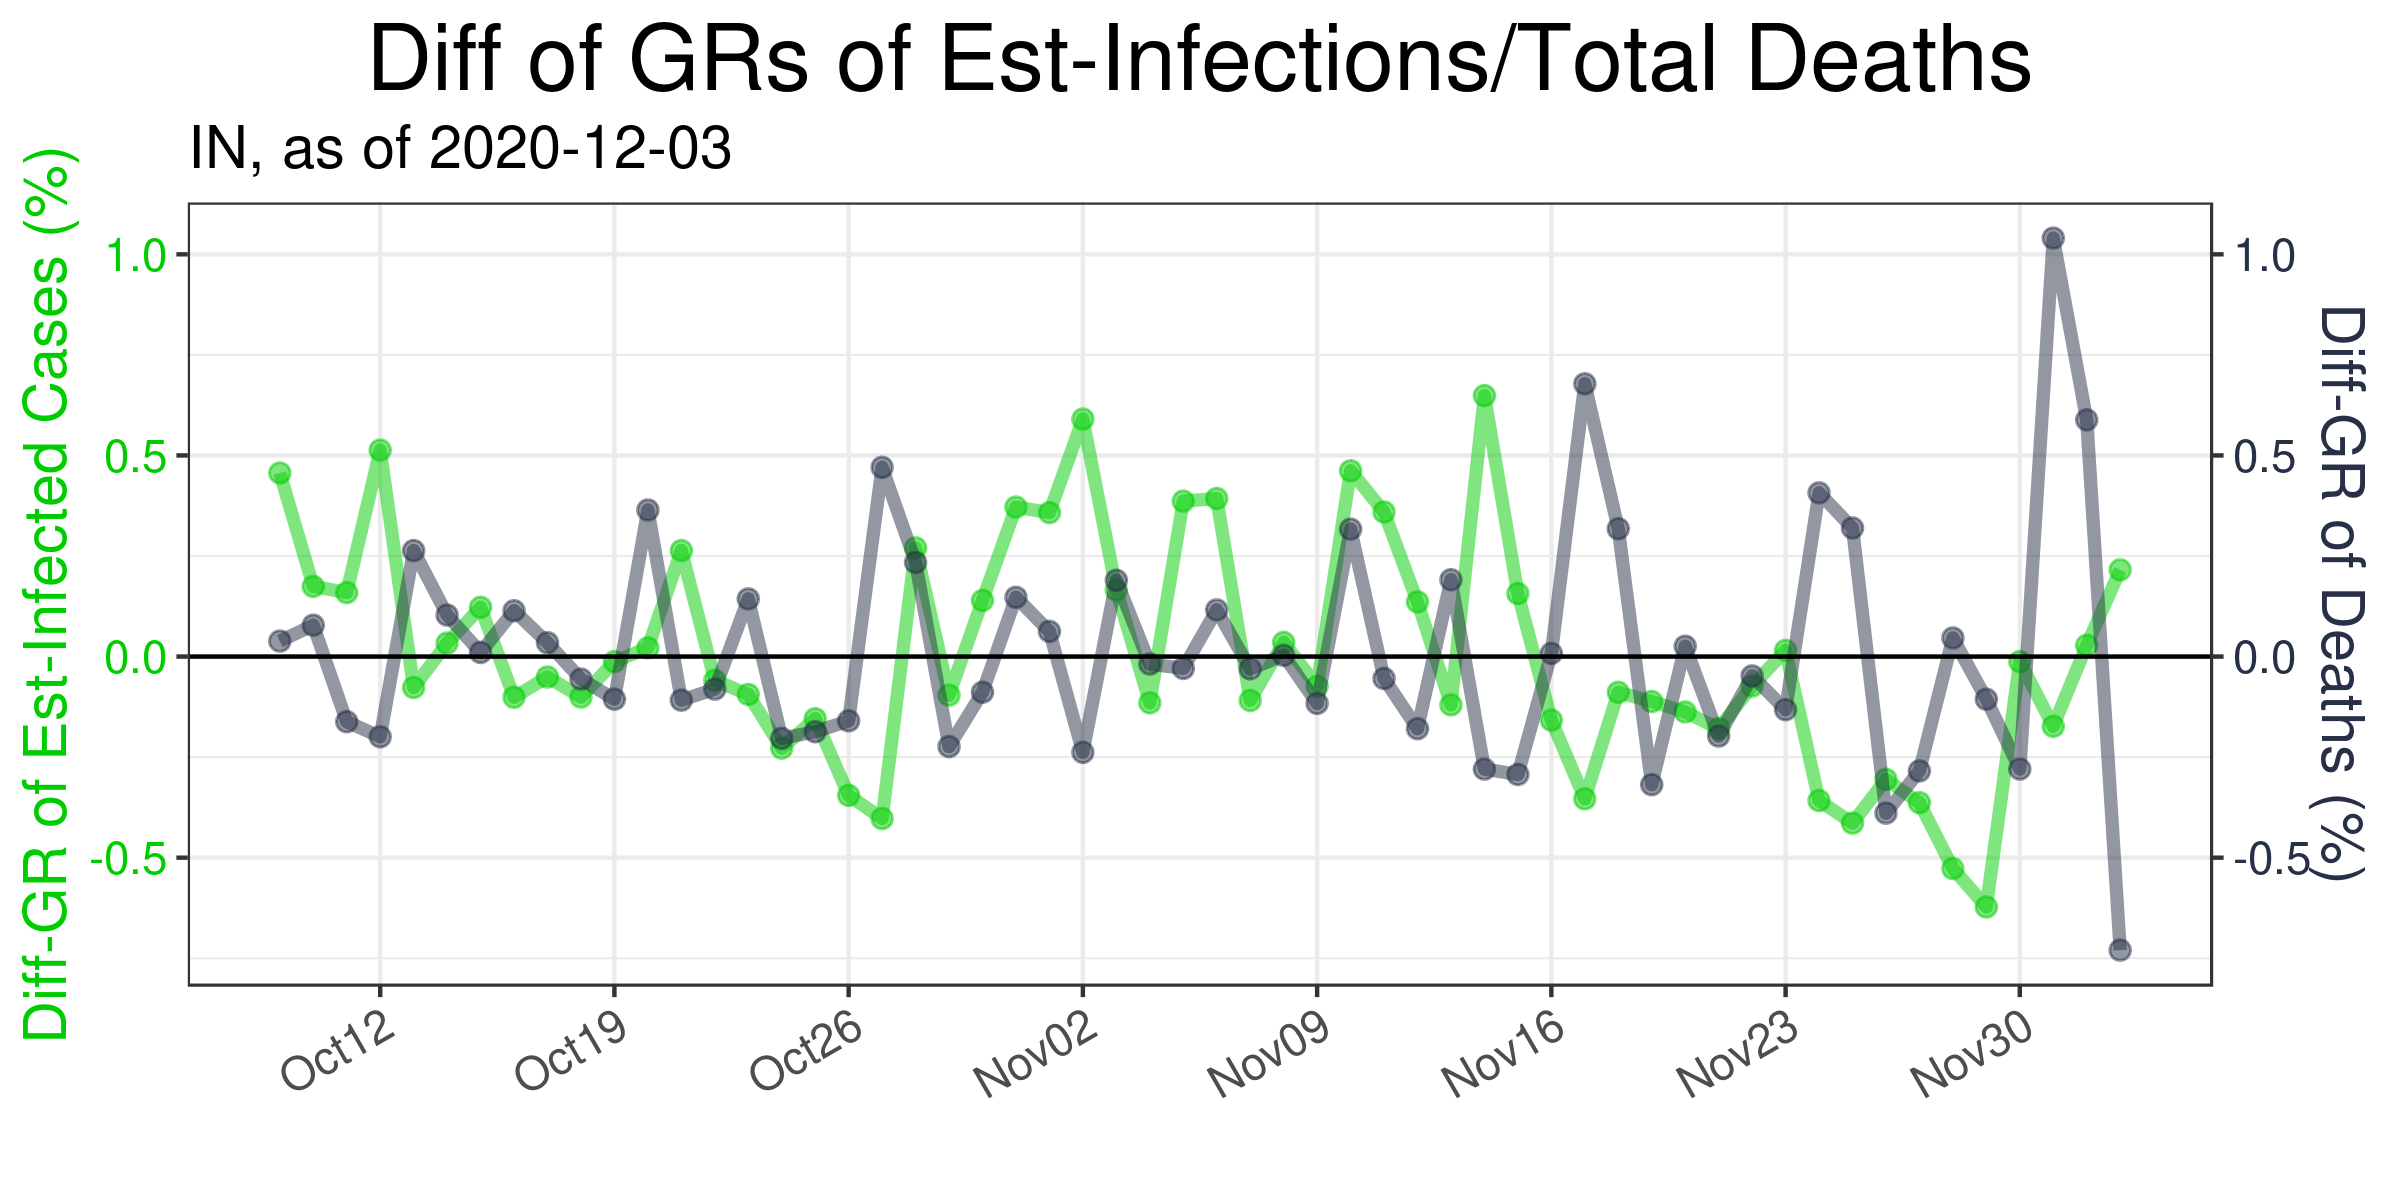 Diff of GRs of Est-Infections/Total Deaths
IN, as of 2020-12-03
Diff-GR of Est-Infected Cases (%)
1.0
0.5
0.0
-0.5
1.0
0.5
0.0
-0.5
Diff-GR of Deaths (%)
Oct12
Oct19
Oct26
Nov02
Nov09
Nov16
Nov23
Nov30